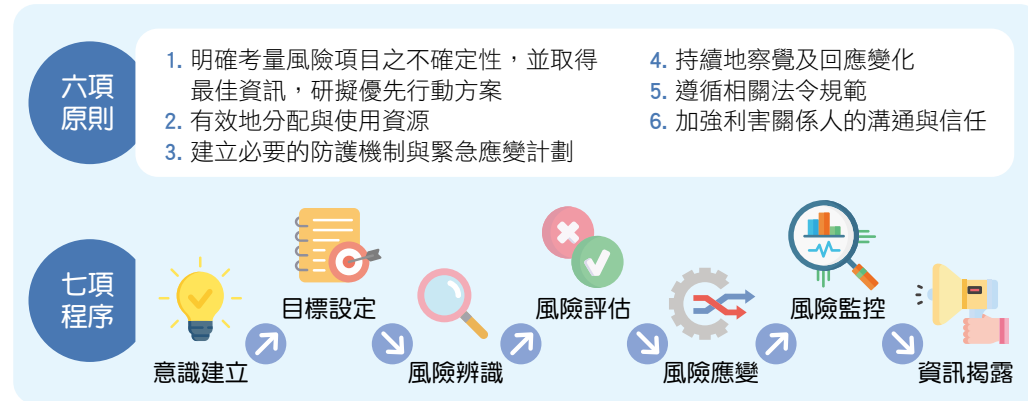 六項
原則
1. 明確考量風險項目之不確定性，並取得
最佳資訊，研擬優先行動方案
2. 有效地分配與使用資源
3. 建立必要的防護機制與緊急應變計劃
4. 持續地察覺及回應變化
5. 遵循相關法令規範
6. 加強利害關係人的溝通與信任
七項
程序
意識建立
目標設定
風險辨識
風險評估
風險應變
風險監控
資訊揭露